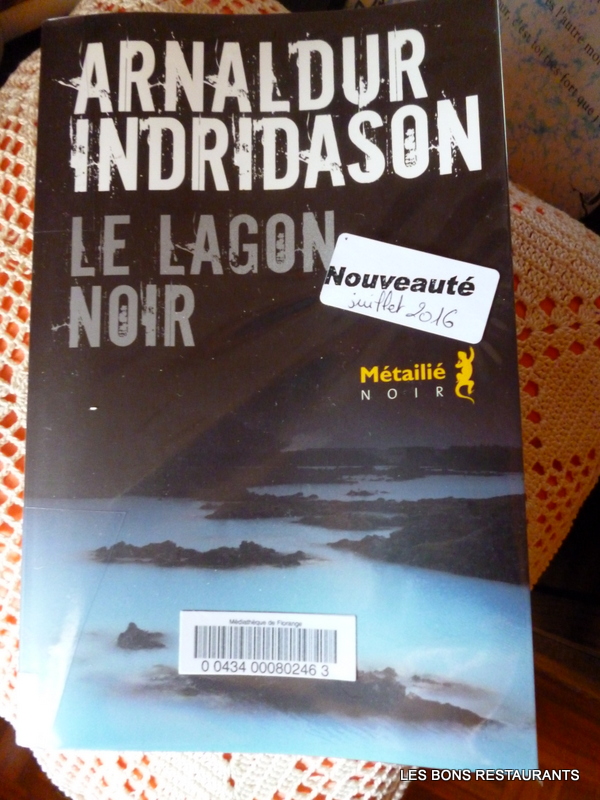 ARNALDUR
INDRIDASON
LE LAGON
NOIR
Nouveauté
juillet 2016
Métailié
NOIR
Médiathèque de Florange
0 0434 00080246 3
LES BONS RESTAURANTS